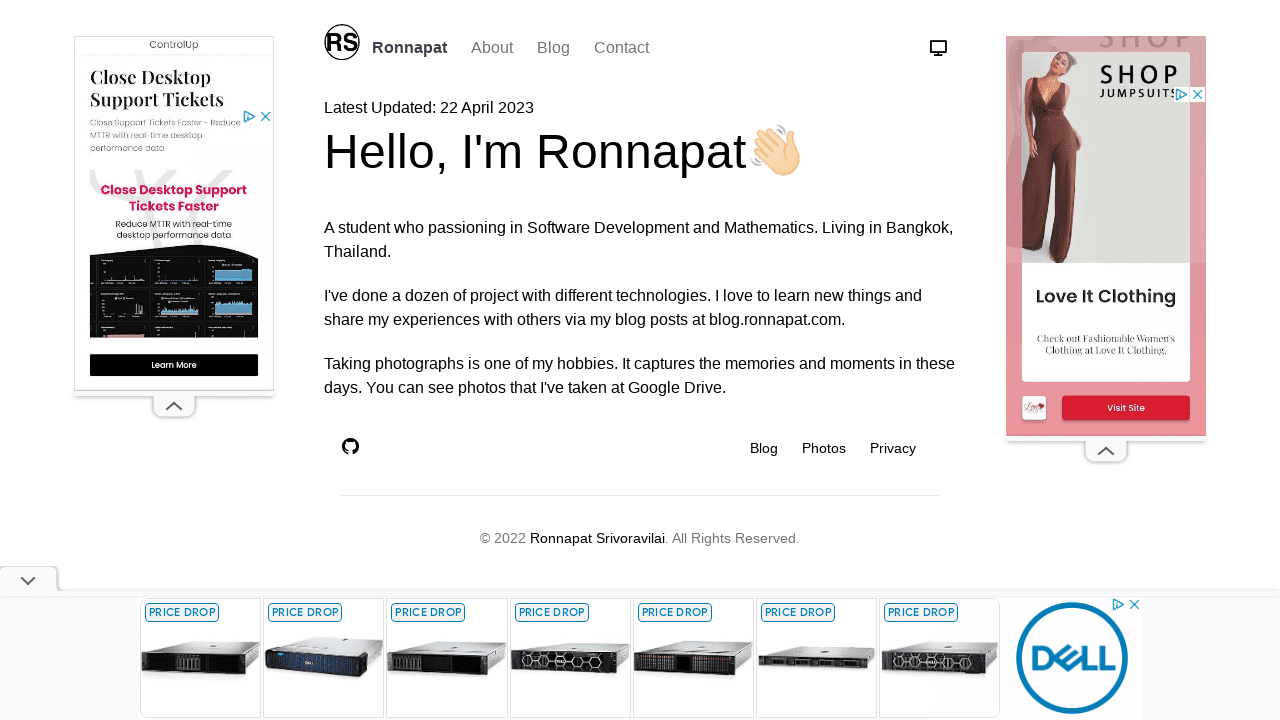 RS
Ronnapat
About
Blog
Contact
Latest Updated: 22 April 2023
Hello, I'm Ronnapat
A student who passioning in Software Development and Mathematics. Living in Bangkok,
Thailand.
I've done a dozen of project with different technologies. I love to learn new things and
share my experiences with others via my blog posts at blog.ronnapat.com.
Taking photographs is one of my hobbies. It captures the memories and moments in these
days. You can see photos that I've taken at Google Drive.
Blog
Photos
Privacy
© 2022 Ronnapat Srivoravilai. All Rights Reserved.
ControlUp
Close Desktop
Support Tickets
Close Support Tickets Faster - Reduce
MTTR with real-time desktop
performance data
Close Desktop Support
Tickets Faster
Reduce MTTR with real-time
desktop performance data
Learn More
SHOP
SHOP
JUMPSUITS
Love It Clothing
Check out Fashionable Women's
Clothing at Love It Clothing.
Visit Site
PRICE DROP
PRICE DROP
PRICE DROP
PRICE DROP
PRICE DROP
PRICE DROP
PRICE DROP
DELL